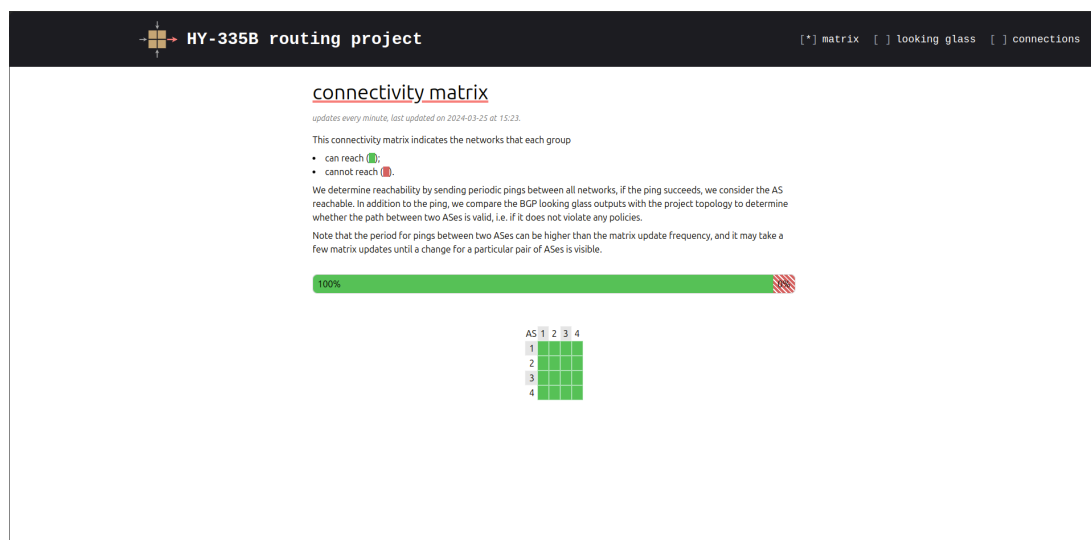 HY-335B routing project
[*] matrix [ ] looking glass [ ] connections
connectivity matrix
updates every minute, last updated on 2024-03-25 at 15:23.
This connectivity matrix indicates the networks that each group
• can reach ( );
• cannot reach ( ).
We determine reachability by sending periodic pings between all networks, if the ping succeeds, we consider the AS
reachable. In addition to the ping, we compare the BGP looking glass outputs with the project topology to determine
whether the path between two ASes is valid, i.e. if it does not violate any policies.
Note that the period for pings between two ASes can be higher than the matrix update frequency, and it may take a
few matrix updates until a change for a particular pair of ASes is visible.
100% 0%
AS 1 2 3 4
1
2
3
4